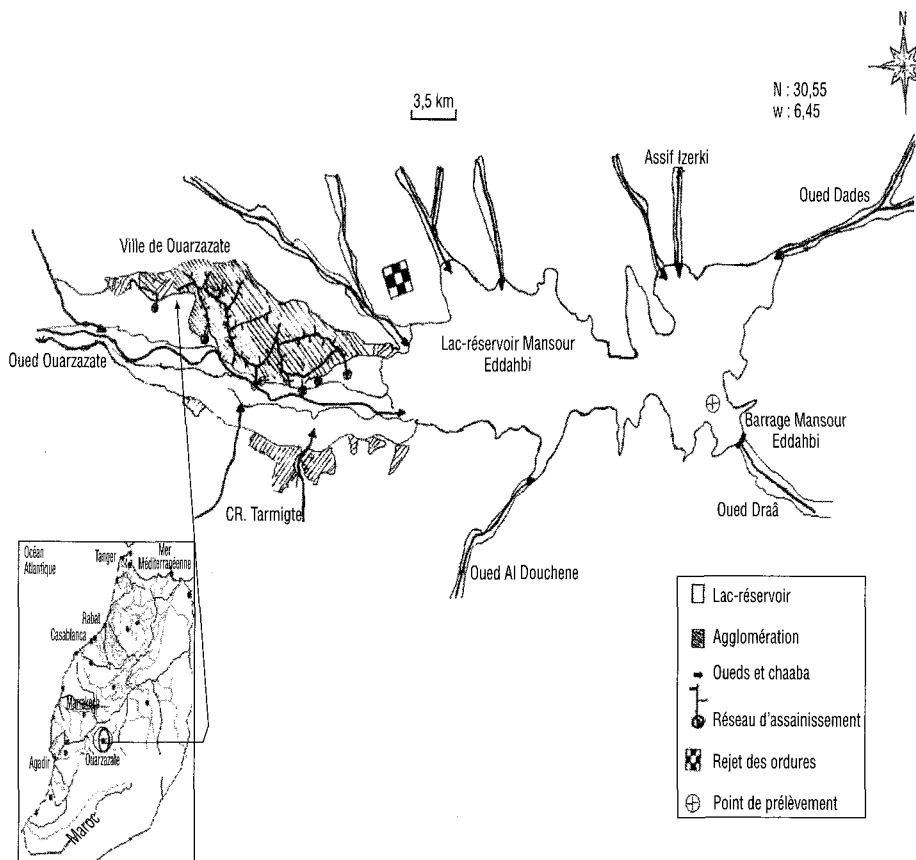 N
3,5 km
N : 30,55
w : 6,45
Assif Izerki
Oued Dades
Ville de Ouarzazate
Lac-réservoir Mansour
Eddahbi
Oued Ouarzazate
Barrage Mansour
Eddahbi
CR. Tarmigte
Oued Draâ
Oued Al Douchene
Océan
Atlantique
Tanger
Mer
Méditerranéenne
Rabat
Casablanca
Marrakech
Agadir
Ouarzazate
Maroc
Lac-réservoir
Agglomération
Oueds et chaaba
Réseau d'assainissement
Rejet des ordures
Point de prélèvement